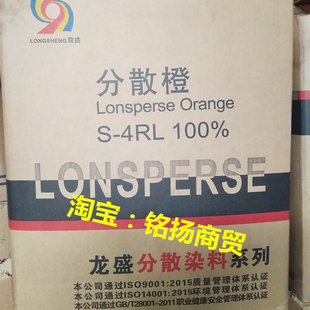 LONGSHENG 龍盛
分散橙
Lonsperse Orange
S-4RL 100%
LONSPERSE
淘宝：铭扬商贸
龙盛分散染料系列
本公司通过ISO9001:2015质量管理体系认证
本公司通过ISO14001:2015环境管理体系认证
本公司通过GB/T28001-2011职业健康安全管理体系认证